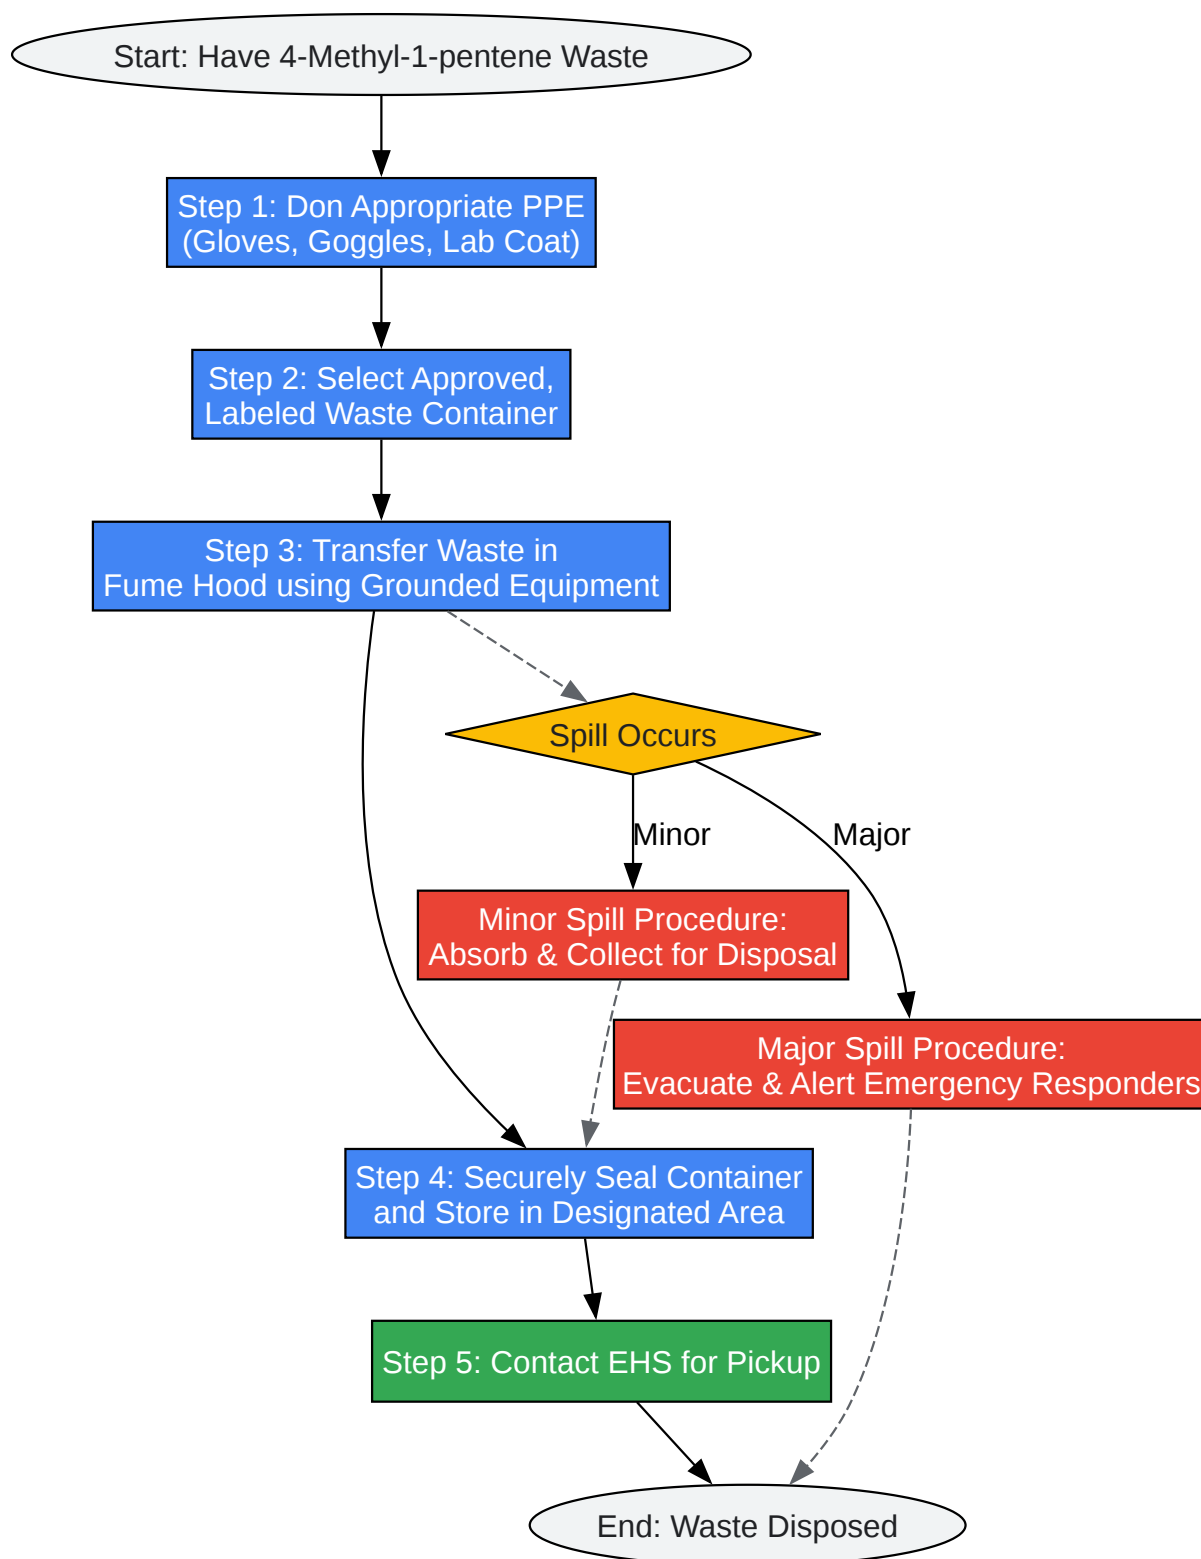 Start: Have 4-Methyl-1-pentene Waste
Step 1: Don Appropriate PPE
(Gloves, Goggles, Lab Coat)
Step 2: Select Approved,
Labeled Waste Container
Step 3: Transfer Waste in
Fume Hood using Grounded Equipment
Spill Occurs
Minor
Major
Minor Spill Procedure:
Absorb & Collect for Disposal
Major Spill Procedure:
Evacuate & Alert Emergency Responders
Step 4: Securely Seal Container
and Store in Designated Area
Step 5: Contact EHS for Pickup
End: Waste Disposed